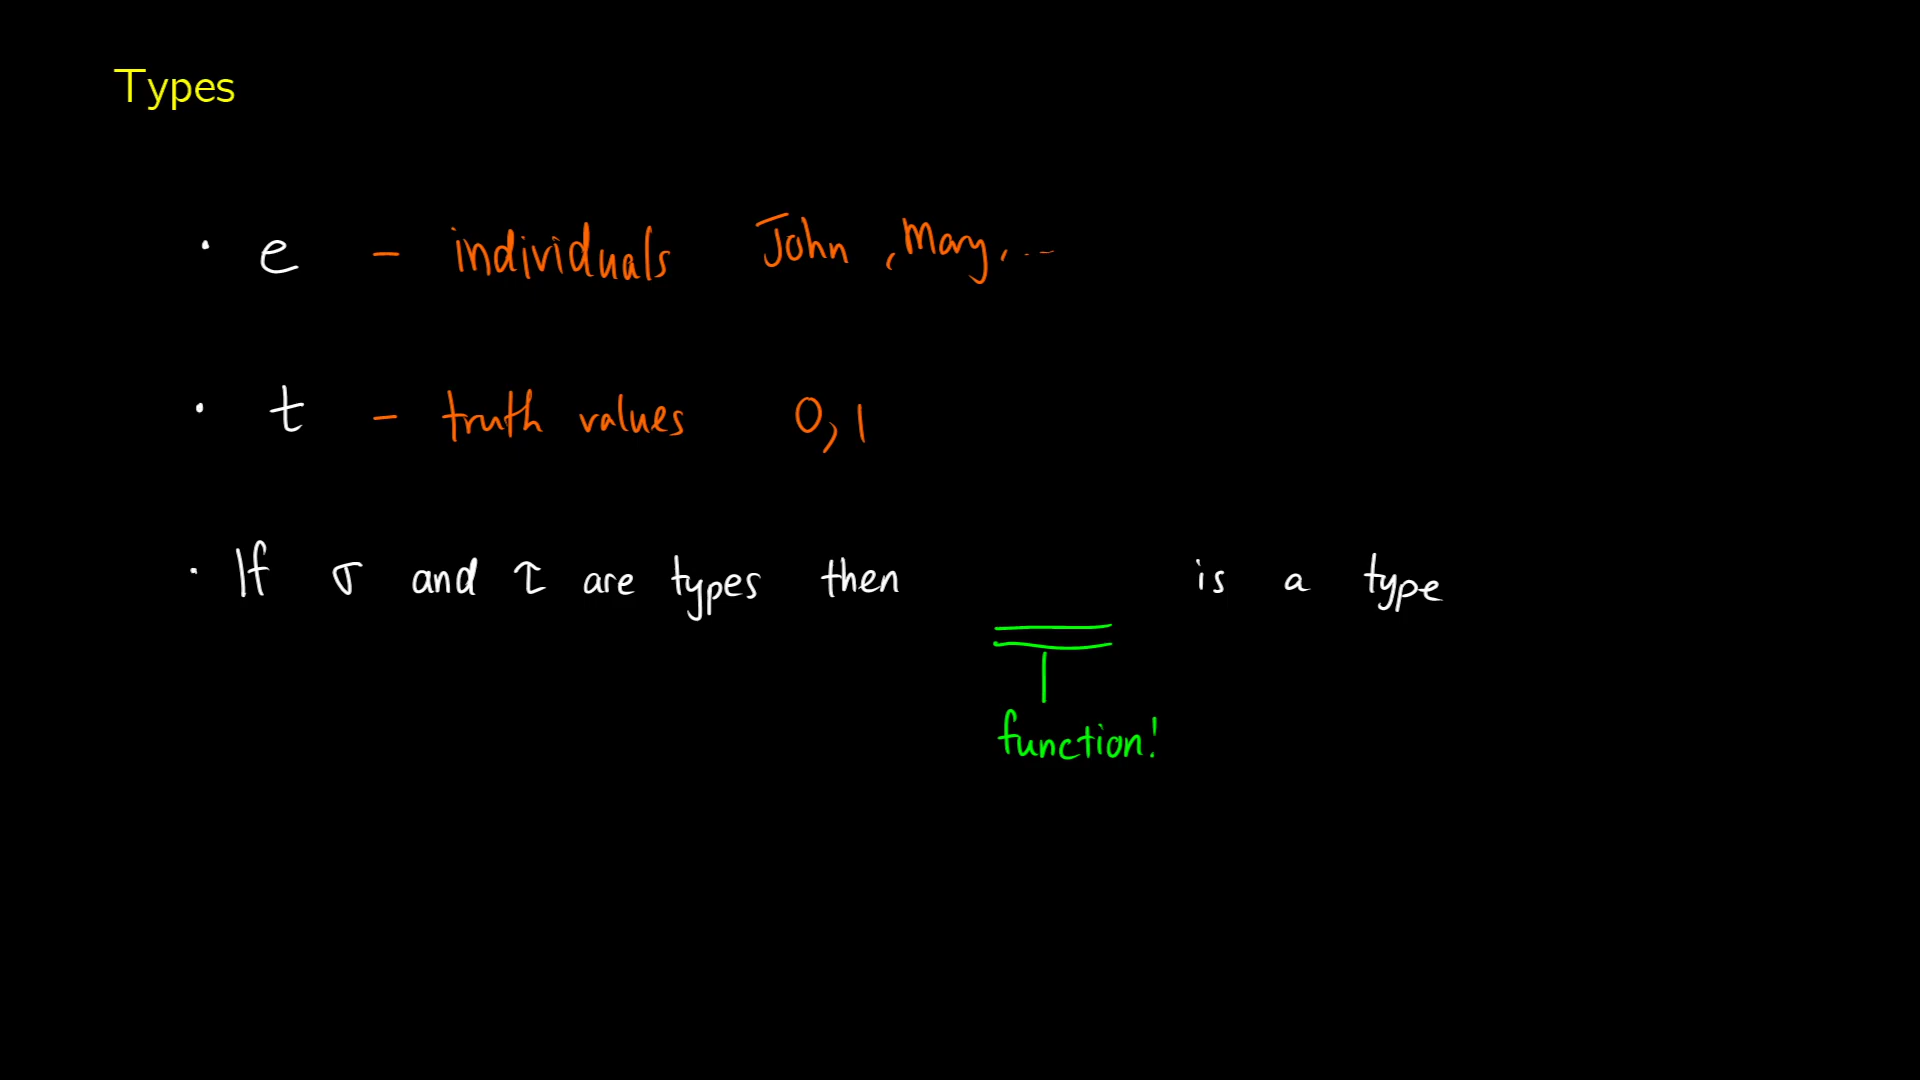 Types
· e - individuals John, Mary, ...
· t - truth values 0, 1
· If σ and τ are types then is a type
function!